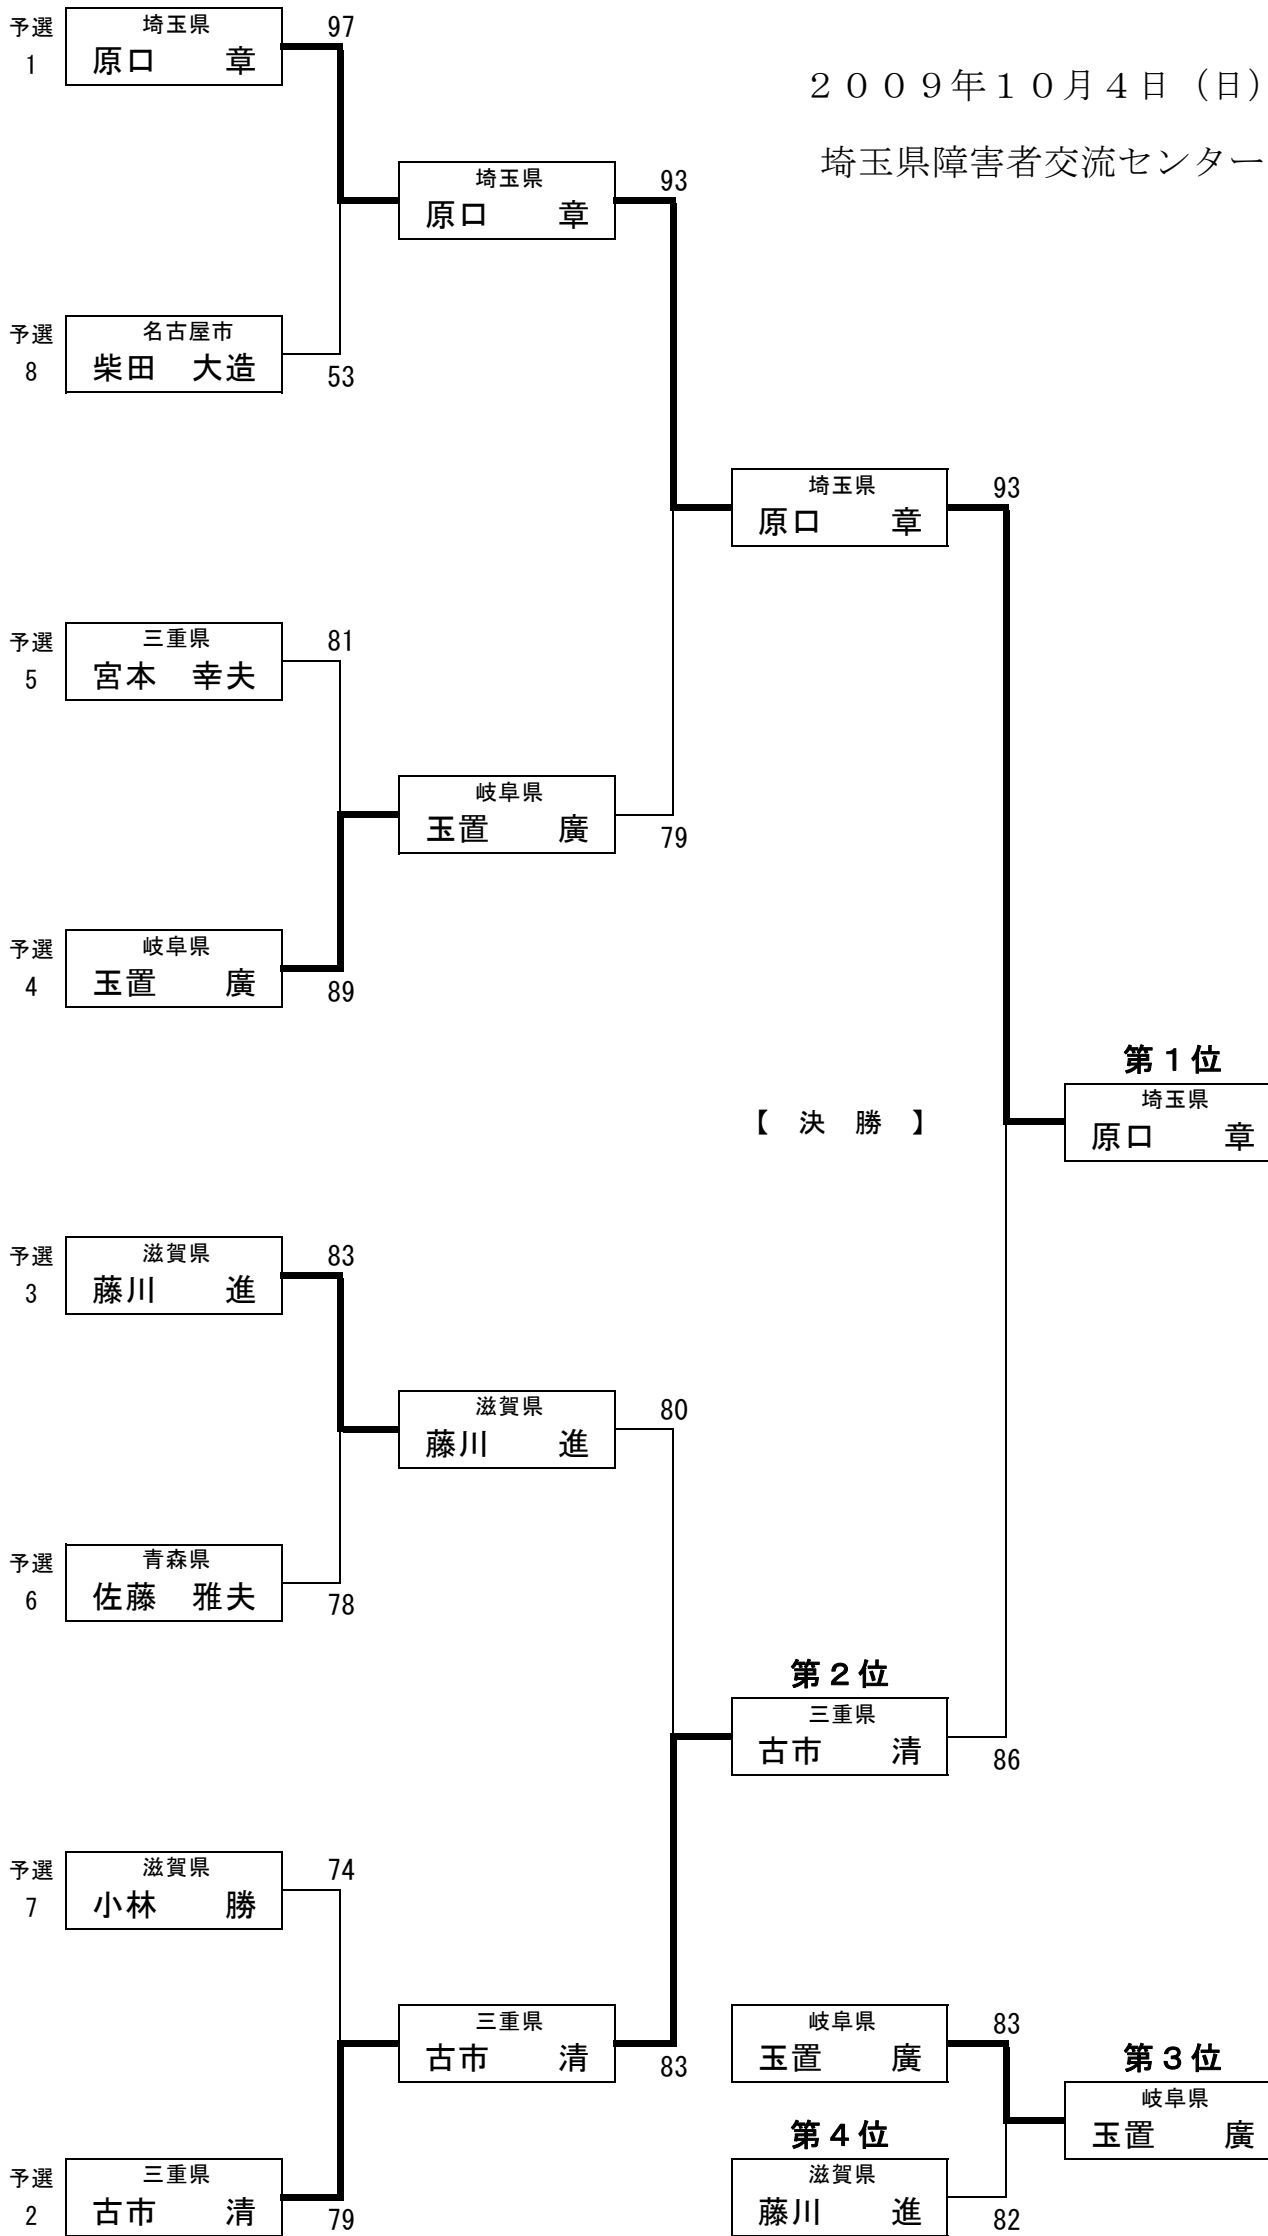 予選 埼玉県 97
1 原口　　章
２００９年１０月４日（日）
埼玉県障害者交流センター
埼玉県 93
原口　　章
予選 名古屋市
8 柴田　大造 53
埼玉県 93
原口　　章
予選 三重県 81
5 宮本　幸夫
岐阜県
玉置　　廣 79
予選 岐阜県
4 玉置　　廣 89
第１位
埼玉県
原口　　章
【　決　勝　】
予選 滋賀県 83
3 藤川　　進
滋賀県 80
藤川　　進
予選 青森県
6 佐藤　雅夫 78
第２位
三重県
古市　　清 86
予選 滋賀県 74
7 小林　　勝
三重県
古市　　清 83
岐阜県 83
玉置　　廣
第３位
岐阜県
玉置　　廣
第４位
滋賀県
藤川　　進 82
予選 三重県
2 古市　　清 79